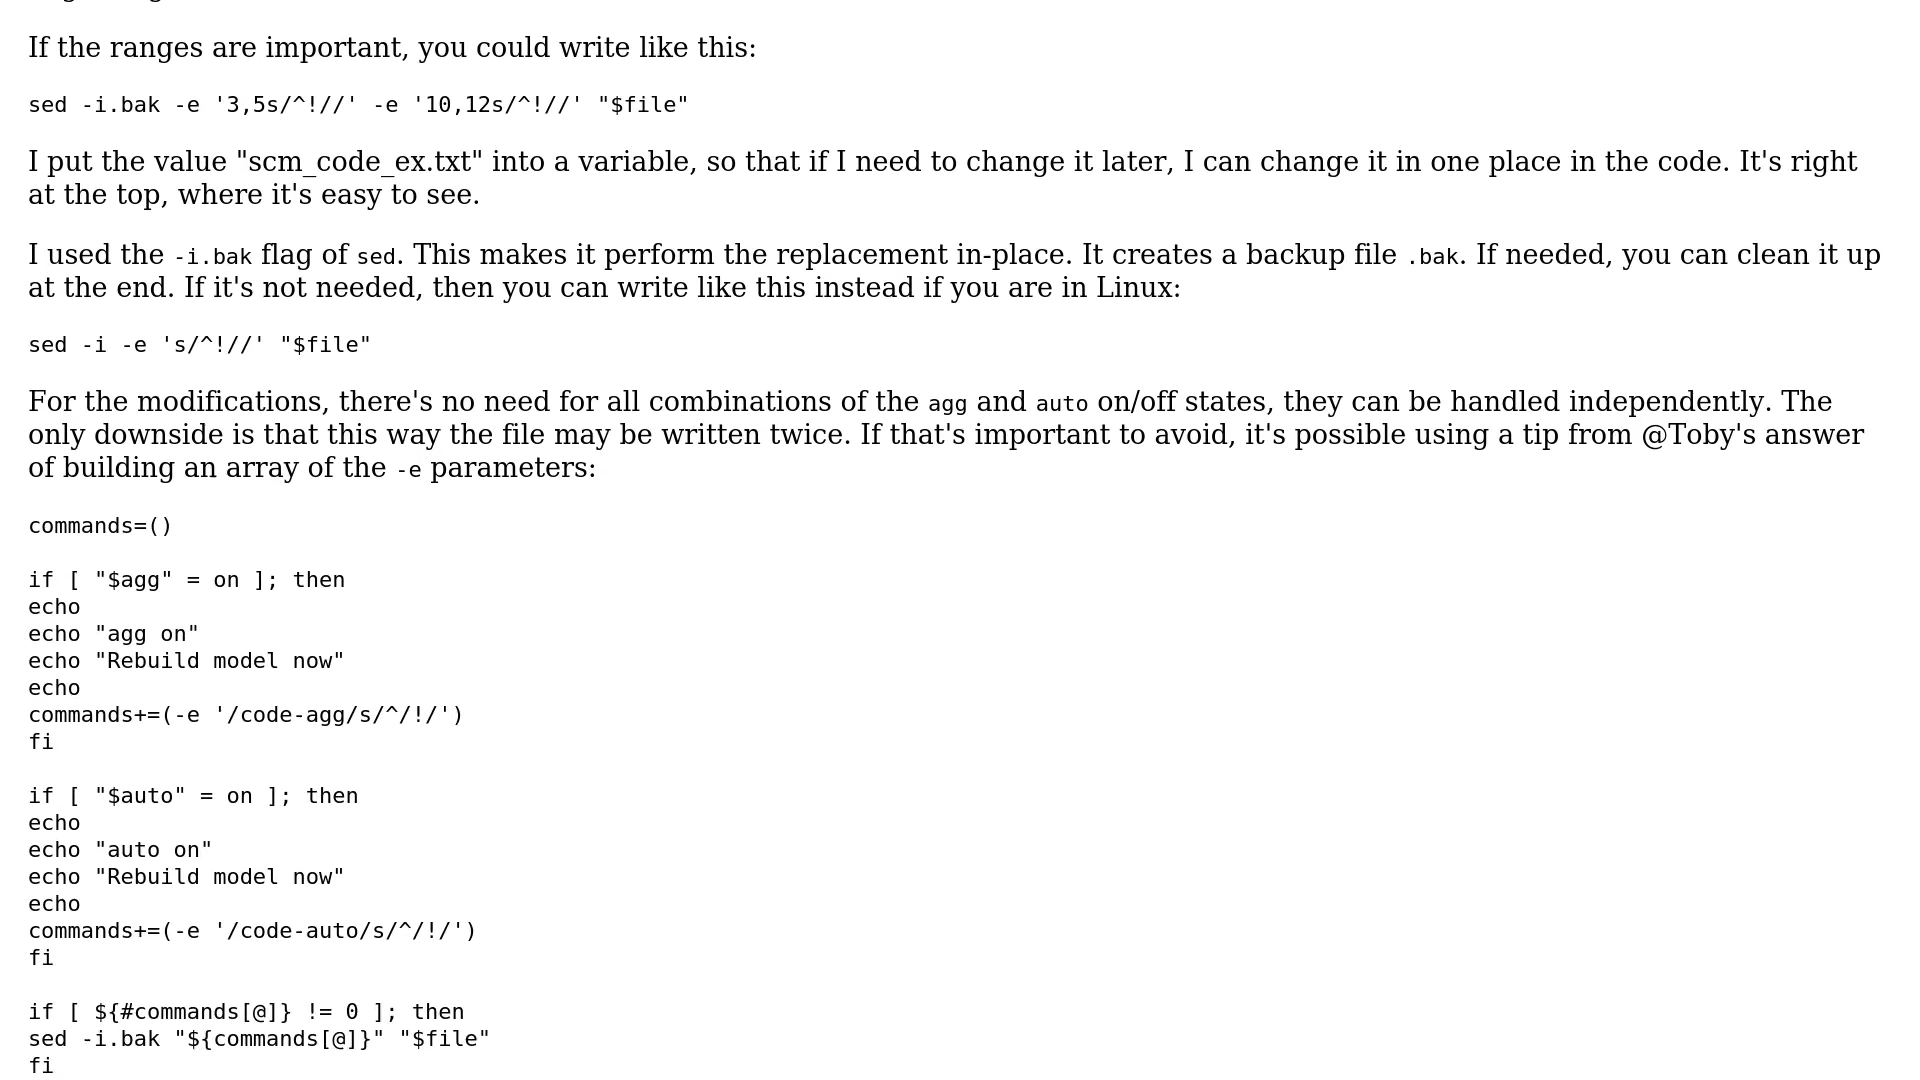 If the ranges are important, you could write like this:
sed -i.bak -e '3,5s/^!//' -e '10,12s/^!//' "$file"
I put the value "scm_code_ex.txt" into a variable, so that if I need to change it later, I can change it in one place in the code. It's right
at the top, where it's easy to see.
I used the -i.bak flag of sed. This makes it perform the replacement in-place. It creates a backup file .bak. If needed, you can clean it up
at the end. If it's not needed, then you can write like this instead if you are in Linux:
sed -i -e 's/^!//' "$file"
For the modifications, there's no need for all combinations of the agg and auto on/off states, they can be handled independently. The
only downside is that this way the file may be written twice. If that's important to avoid, it's possible using a tip from @Toby's answer
of building an array of the -e parameters:
commands=()
if [ "$agg" = on ]; then
echo
echo "agg on"
echo "Rebuild model now"
echo
commands+=(-e '/code-agg/s/^/!/')
fi
if [ "$auto" = on ]; then
echo
echo "auto on"
echo "Rebuild model now"
echo
commands+=(-e '/code-auto/s/^/!/')
fi
if [ ${#commands[@]} != 0 ]; then
sed -i.bak "${commands[@]}" "$file"
fi